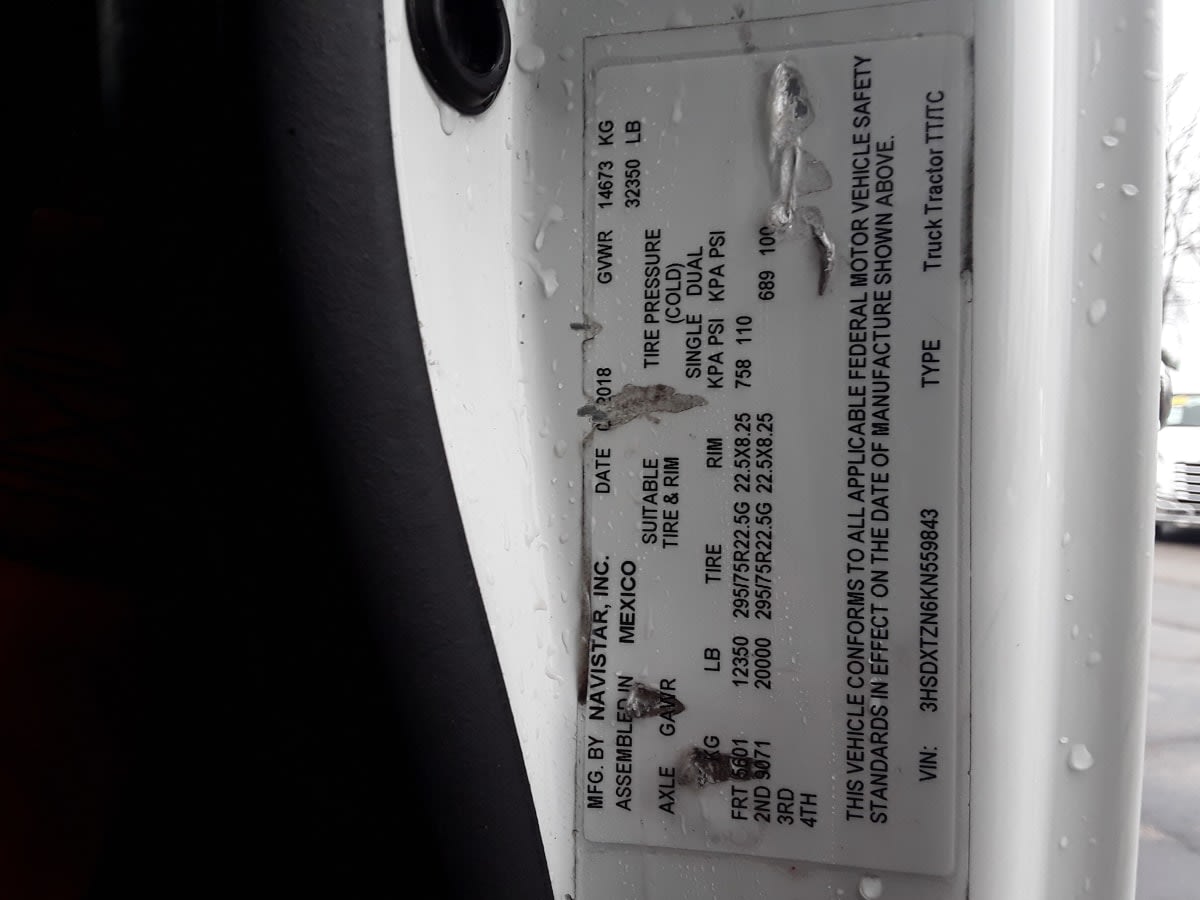 MFG. BY NAVISTAR, INC. DATE 2018 GVWR 14673 KG
ASSEMBLED IN MEXICO 32350 LB
SUITABLE TIRE PRESSURE
AXLE GAWR TIRE & RIM (COLD)
SINGLE DUAL
KG LB TIRE RIM KPA PSI KPA PSI
FRT 5601 12350 295/75R22.5G 22.5X8.25 758 110
2ND 9071 20000 295/75R22.5G 22.5X8.25 689 100
3RD
4TH
THIS VEHICLE CONFORMS TO ALL APPLICABLE FEDERAL MOTOR VEHICLE SAFETY
STANDARDS IN EFFECT ON THE DATE OF MANUFACTURE SHOWN ABOVE.
VIN: 3HSDXTZN6KN559843 TYPE Truck Tractor TT/TC